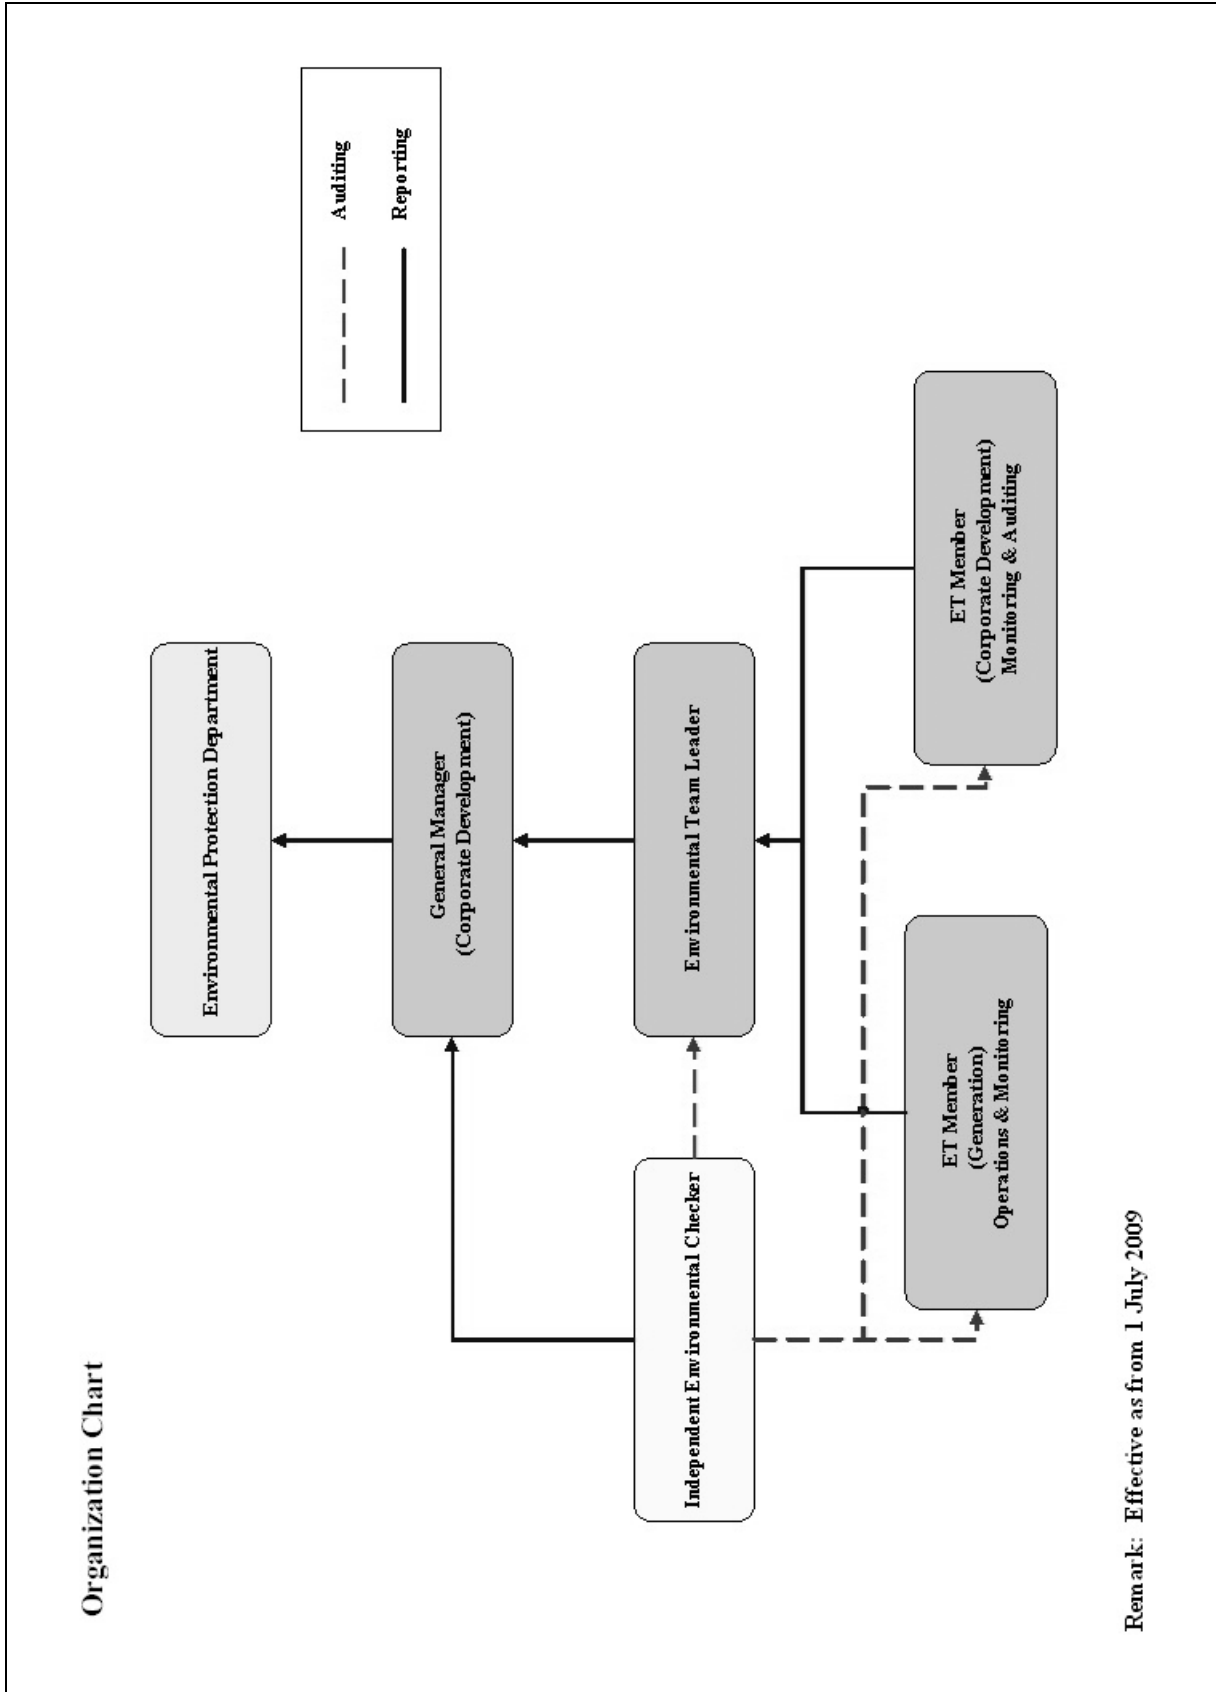 Organization Chart
Auditing
Reporting
Environmental Protection Department
General Manager
(Corporate Development)
Independent Environmental Checker
Environmental Team Leader
ET Member
(Generation)
Operations & Monitoring
ET Member
(Corporate Development)
Monitoring & Auditing
Remark: Effective as from 1 July 2009